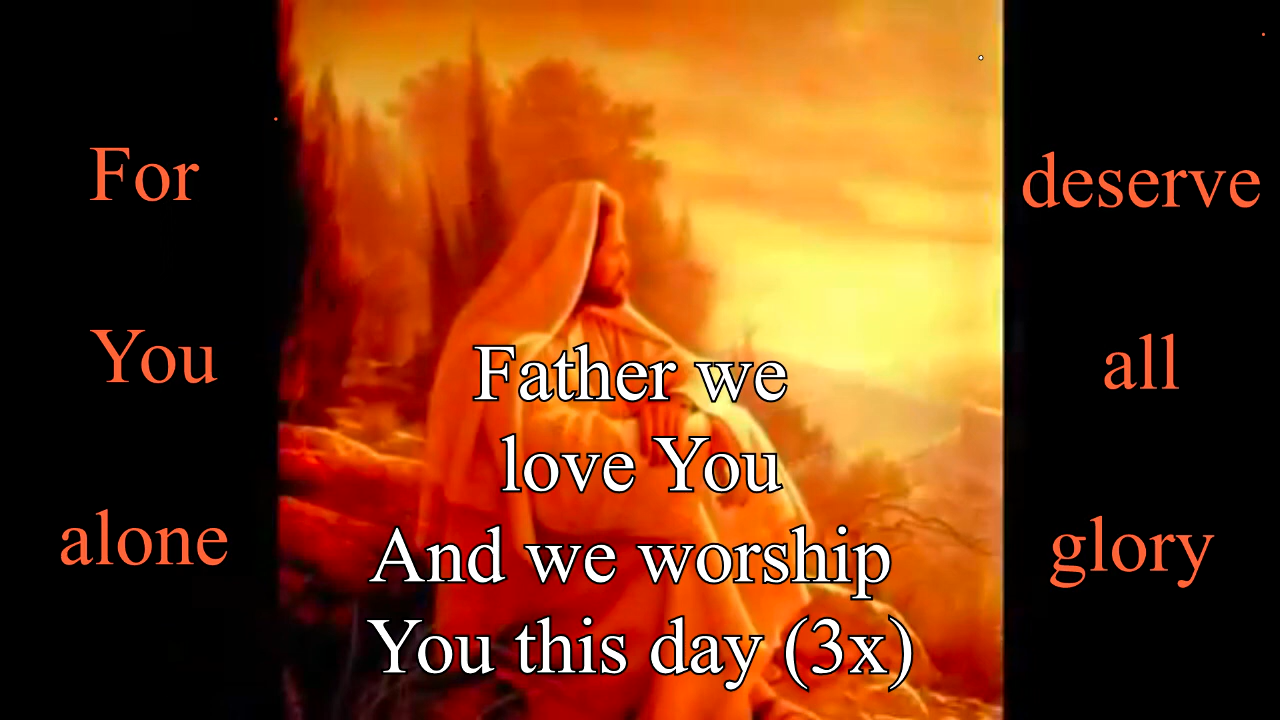 For
You
alone
Father we
love You
And we worship
You this day (3x)
deserve
all
glory